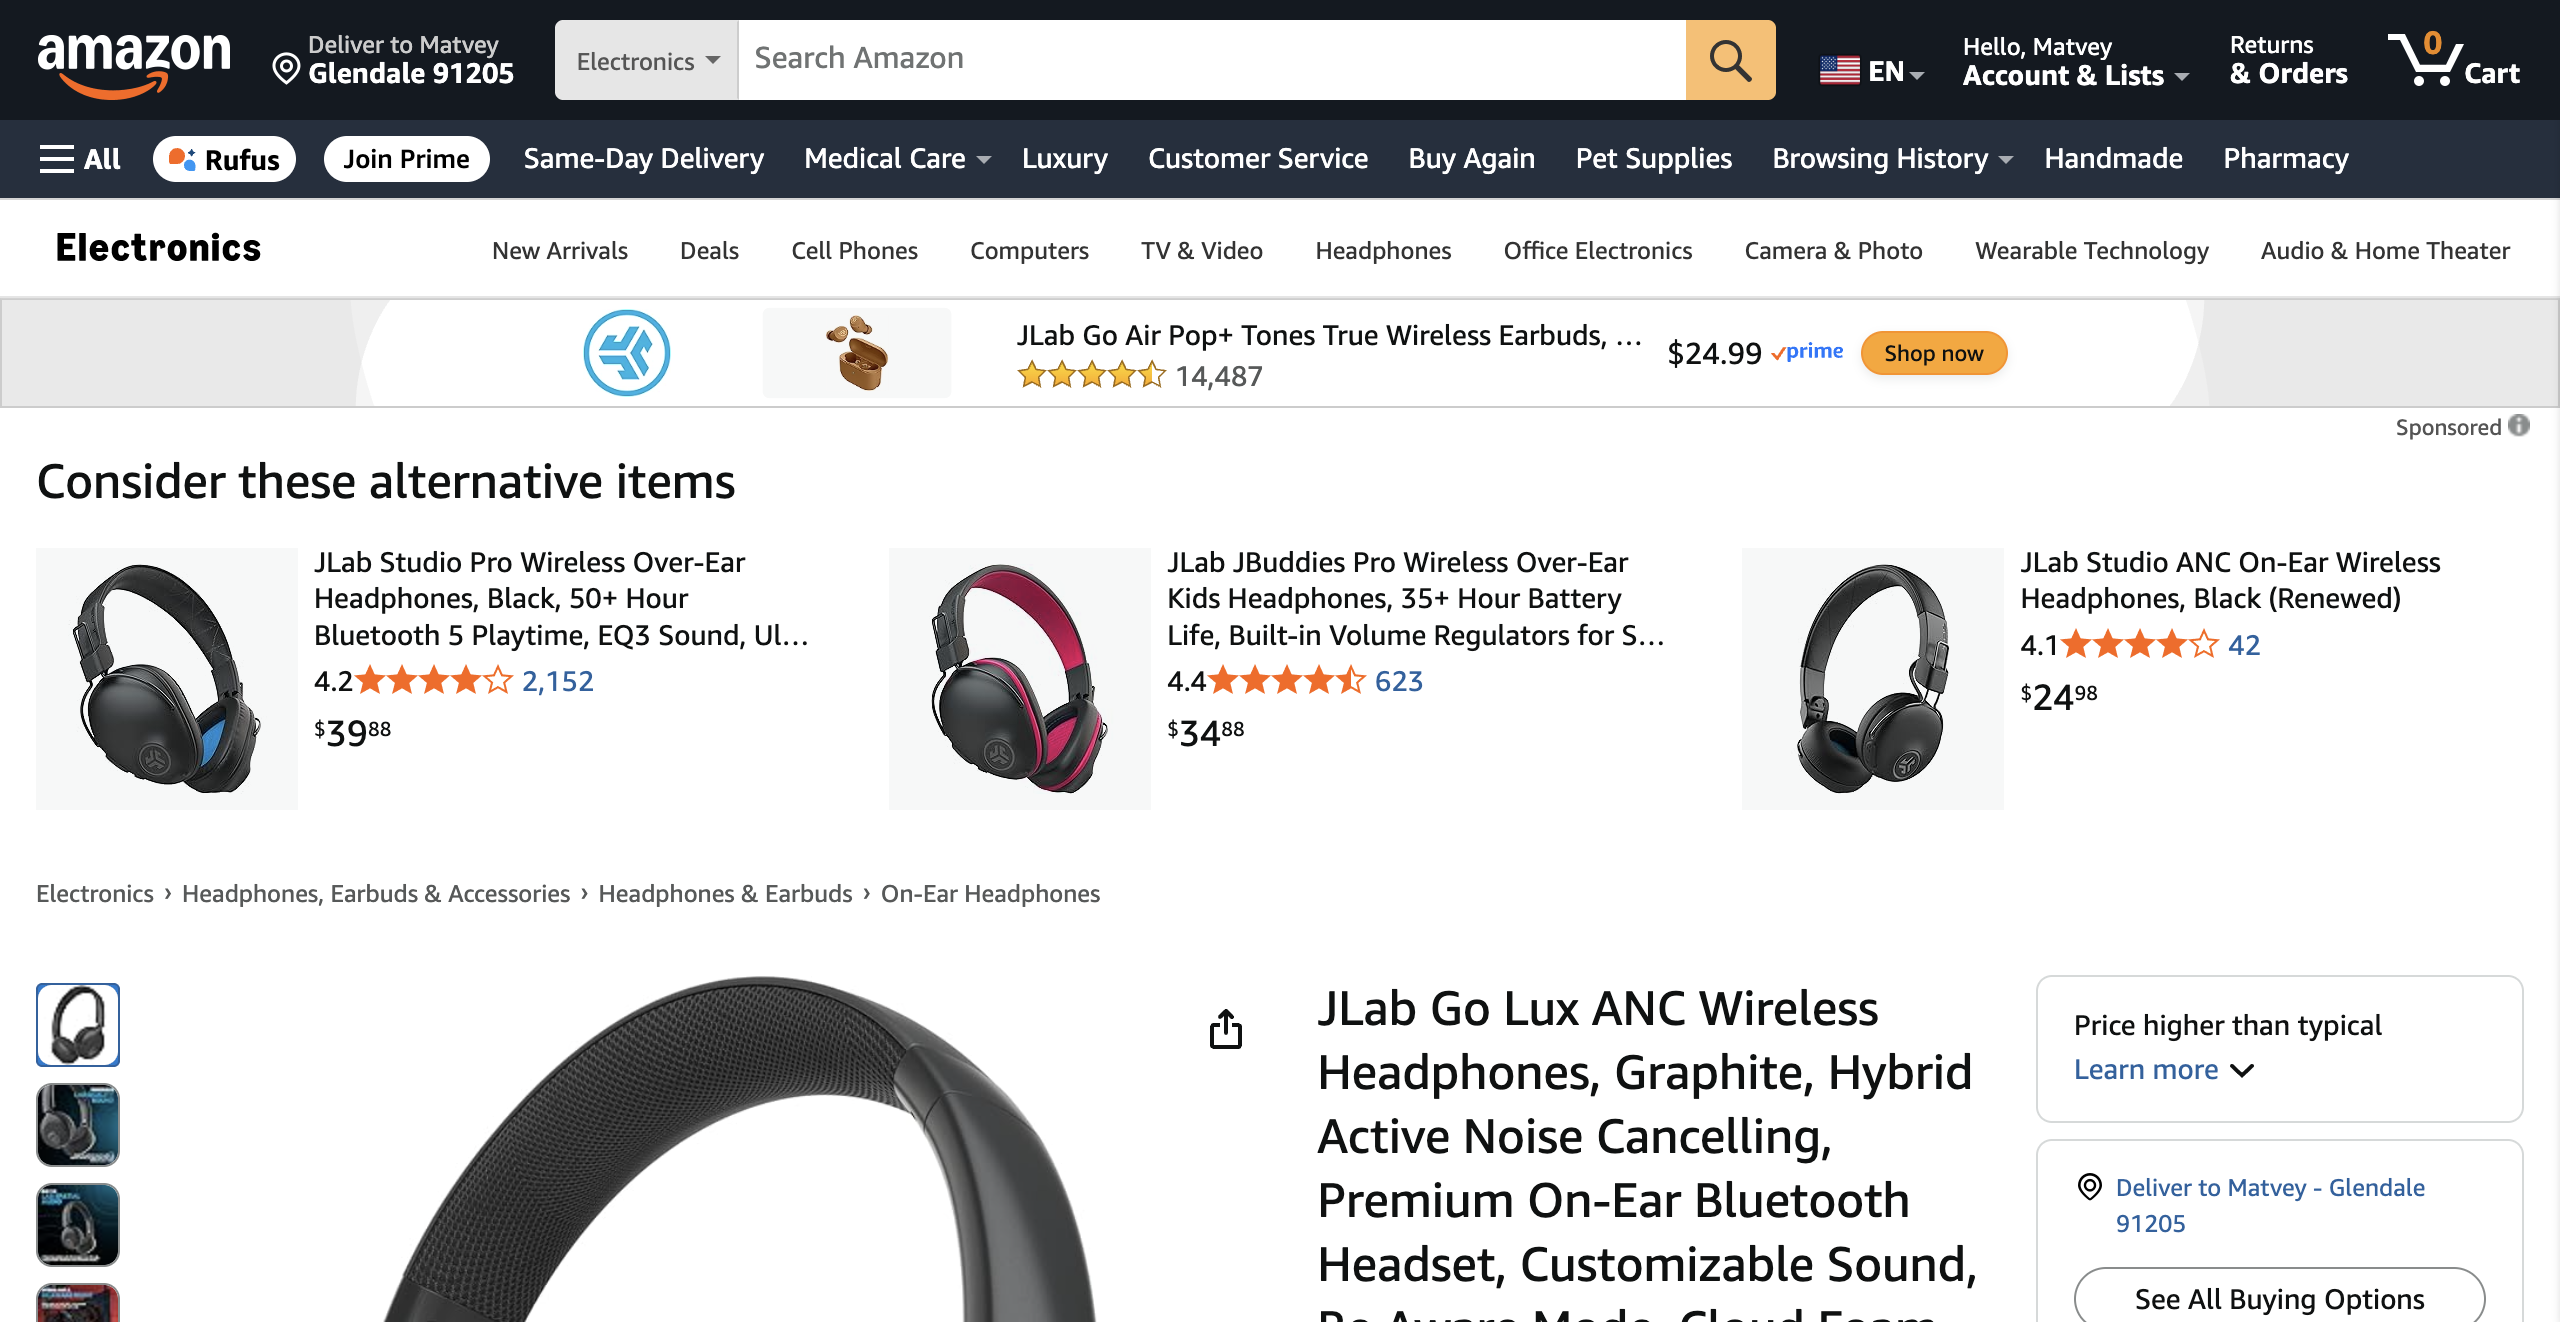 amazon
Deliver to Matvey
Glendale 91205
Electronics
Search Amazon
EN
Hello, Matvey
Account & Lists
Returns
& Orders
0
Cart
All
Rufus
Join Prime
Same-Day Delivery
Medical Care
Luxury
Customer Service
Buy Again
Pet Supplies
Browsing History
Handmade
Pharmacy
Electronics
New Arrivals
Deals
Cell Phones
Computers
TV & Video
Headphones
Office Electronics
Camera & Photo
Wearable Technology
Audio & Home Theater
JLab Go Air Pop+ Tones True Wireless Earbuds, ...
14,487
$24.99
prime
Shop now
Sponsored
Consider these alternative items
JLab Studio Pro Wireless Over-Ear
Headphones, Black, 50+ Hour
Bluetooth 5 Playtime, EQ3 Sound, Ul...
4.2
2,152
$3988
JLab JBuddies Pro Wireless Over-Ear
Kids Headphones, 35+ Hour Battery
Life, Built-in Volume Regulators for S...
4.4
623
$3488
JLab Studio ANC On-Ear Wireless
Headphones, Black (Renewed)
4.1
42
$2498
Electronics › Headphones, Earbuds & Accessories › Headphones & Earbuds › On-Ear Headphones
JLab Go Lux ANC Wireless
Headphones, Graphite, Hybrid
Active Noise Cancelling,
Premium On-Ear Bluetooth
Headset, Customizable Sound,
Be Aware Mode, Cloud Foam
Price higher than typical
Learn more
Deliver to Matvey - Glendale
91205
See All Buying Options